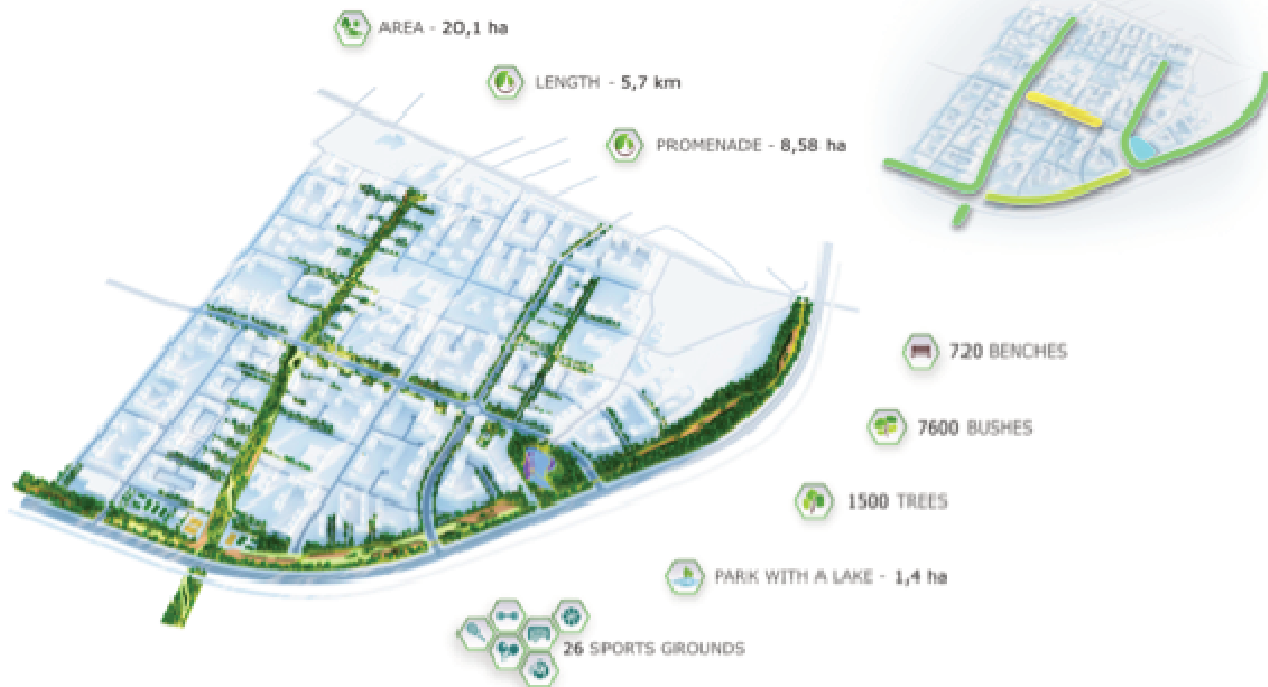 AREA - 20,1 ha
LENGTH - 5,7 km
PROMENADE - 8,58 ha
720 BENCHES
7600 BUSHES
1500 TREES
PARK WITH A LAKE - 1,4 ha
26 SPORTS GROUNDS